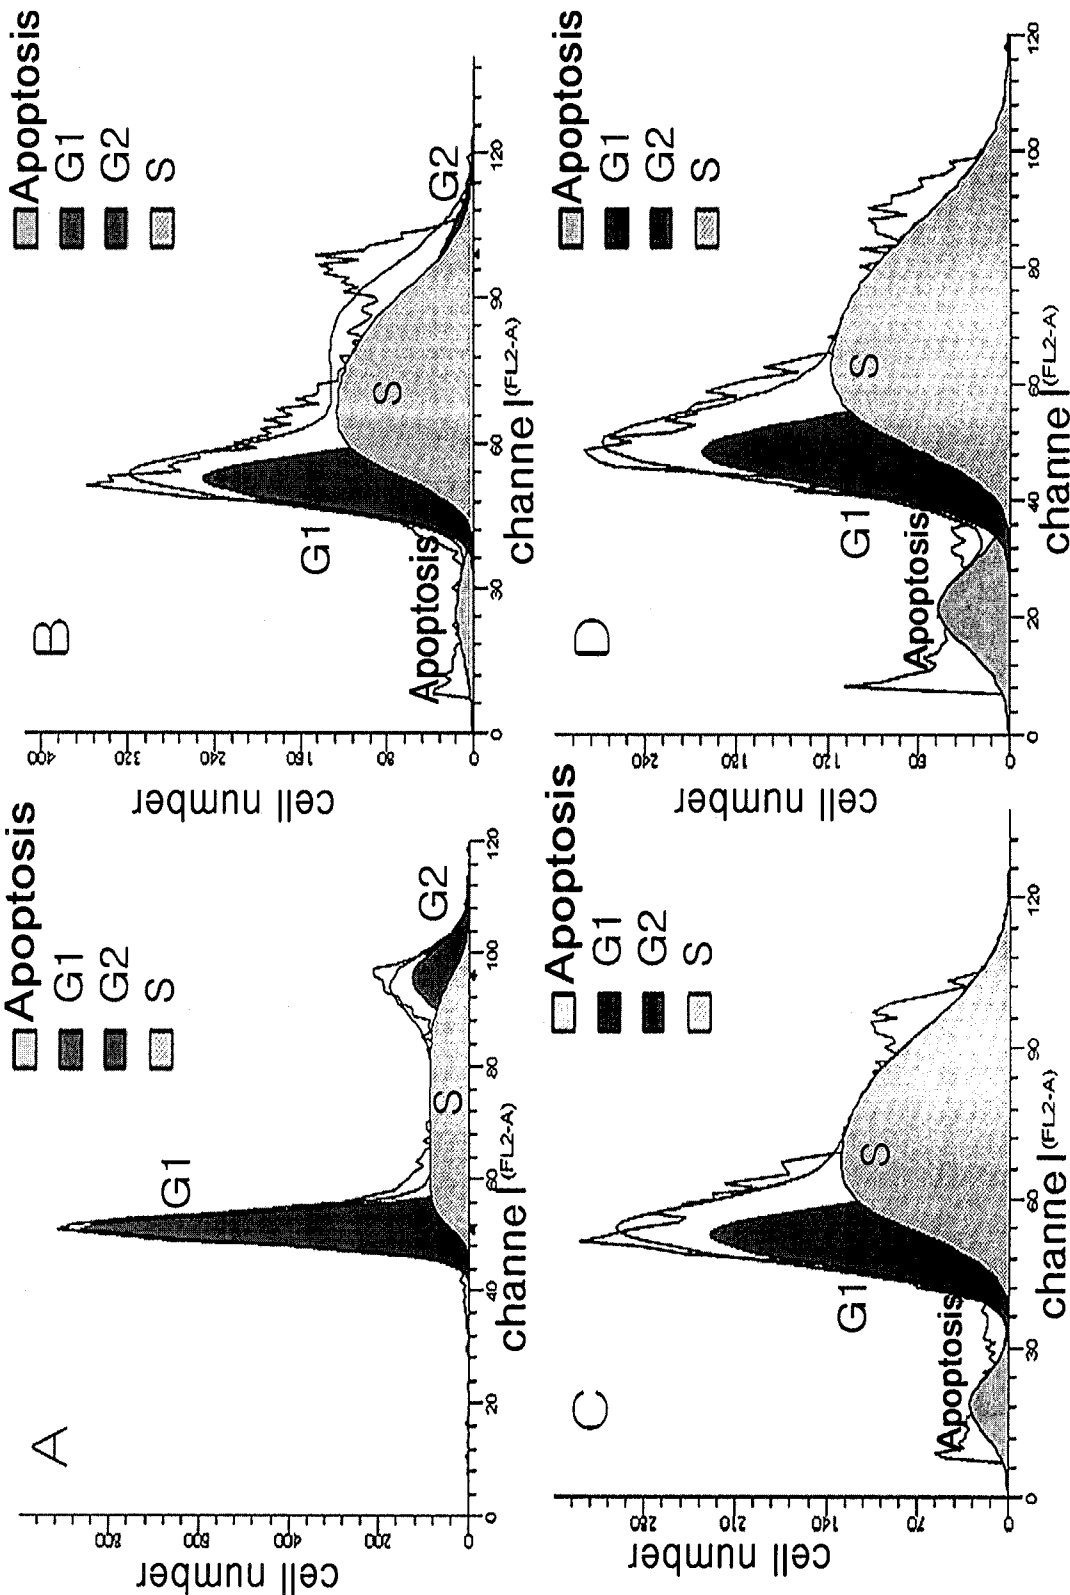 A
Apoptosis
G1
G2
S
G1
S
G2
cell number
800
600
400
200
0
0
20
40
60
80
100
120
channel (FL2-A)
B
Apoptosis
G1
G2
S
Apoptosis
G1
S
G2
cell number
400
320
240
160
80
0
0
30
60
90
120
channel (FL2-A)
C
Apoptosis
G1
G2
S
Apoptosis
G1
S
cell number
280
210
140
70
0
0
30
60
90
120
channel (FL2-A)
D
Apoptosis
G1
G2
S
Apoptosis
G1
S
cell number
240
180
120
60
0
0
20
40
60
80
100
120
channel (FL2-A)